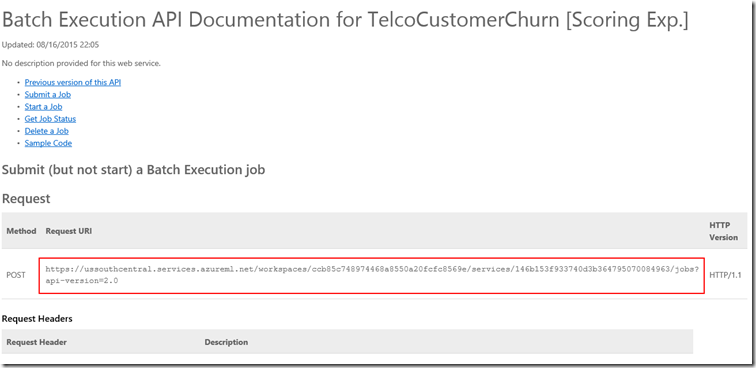 Batch Execution API Documentation for TelcoCustomerChurn [Scoring Exp.]
Updated: 08/16/2015 22:05
No description provided for this web service.
• Previous version of this API
• Submit a Job
• Start a Job
• Get Job Status
• Delete a Job
• Sample Code
Submit (but not start) a Batch Execution job
Request
Method Request URI HTTP Version
POST https://ussouthcentral.services.azureml.net/workspaces/ccb85c748974468a8550a20fcfc8569e/services/146b153f933740d3b364795070084963/jobs?
api-version=2.0 HTTP/1.1
Request Headers
Request Header Description